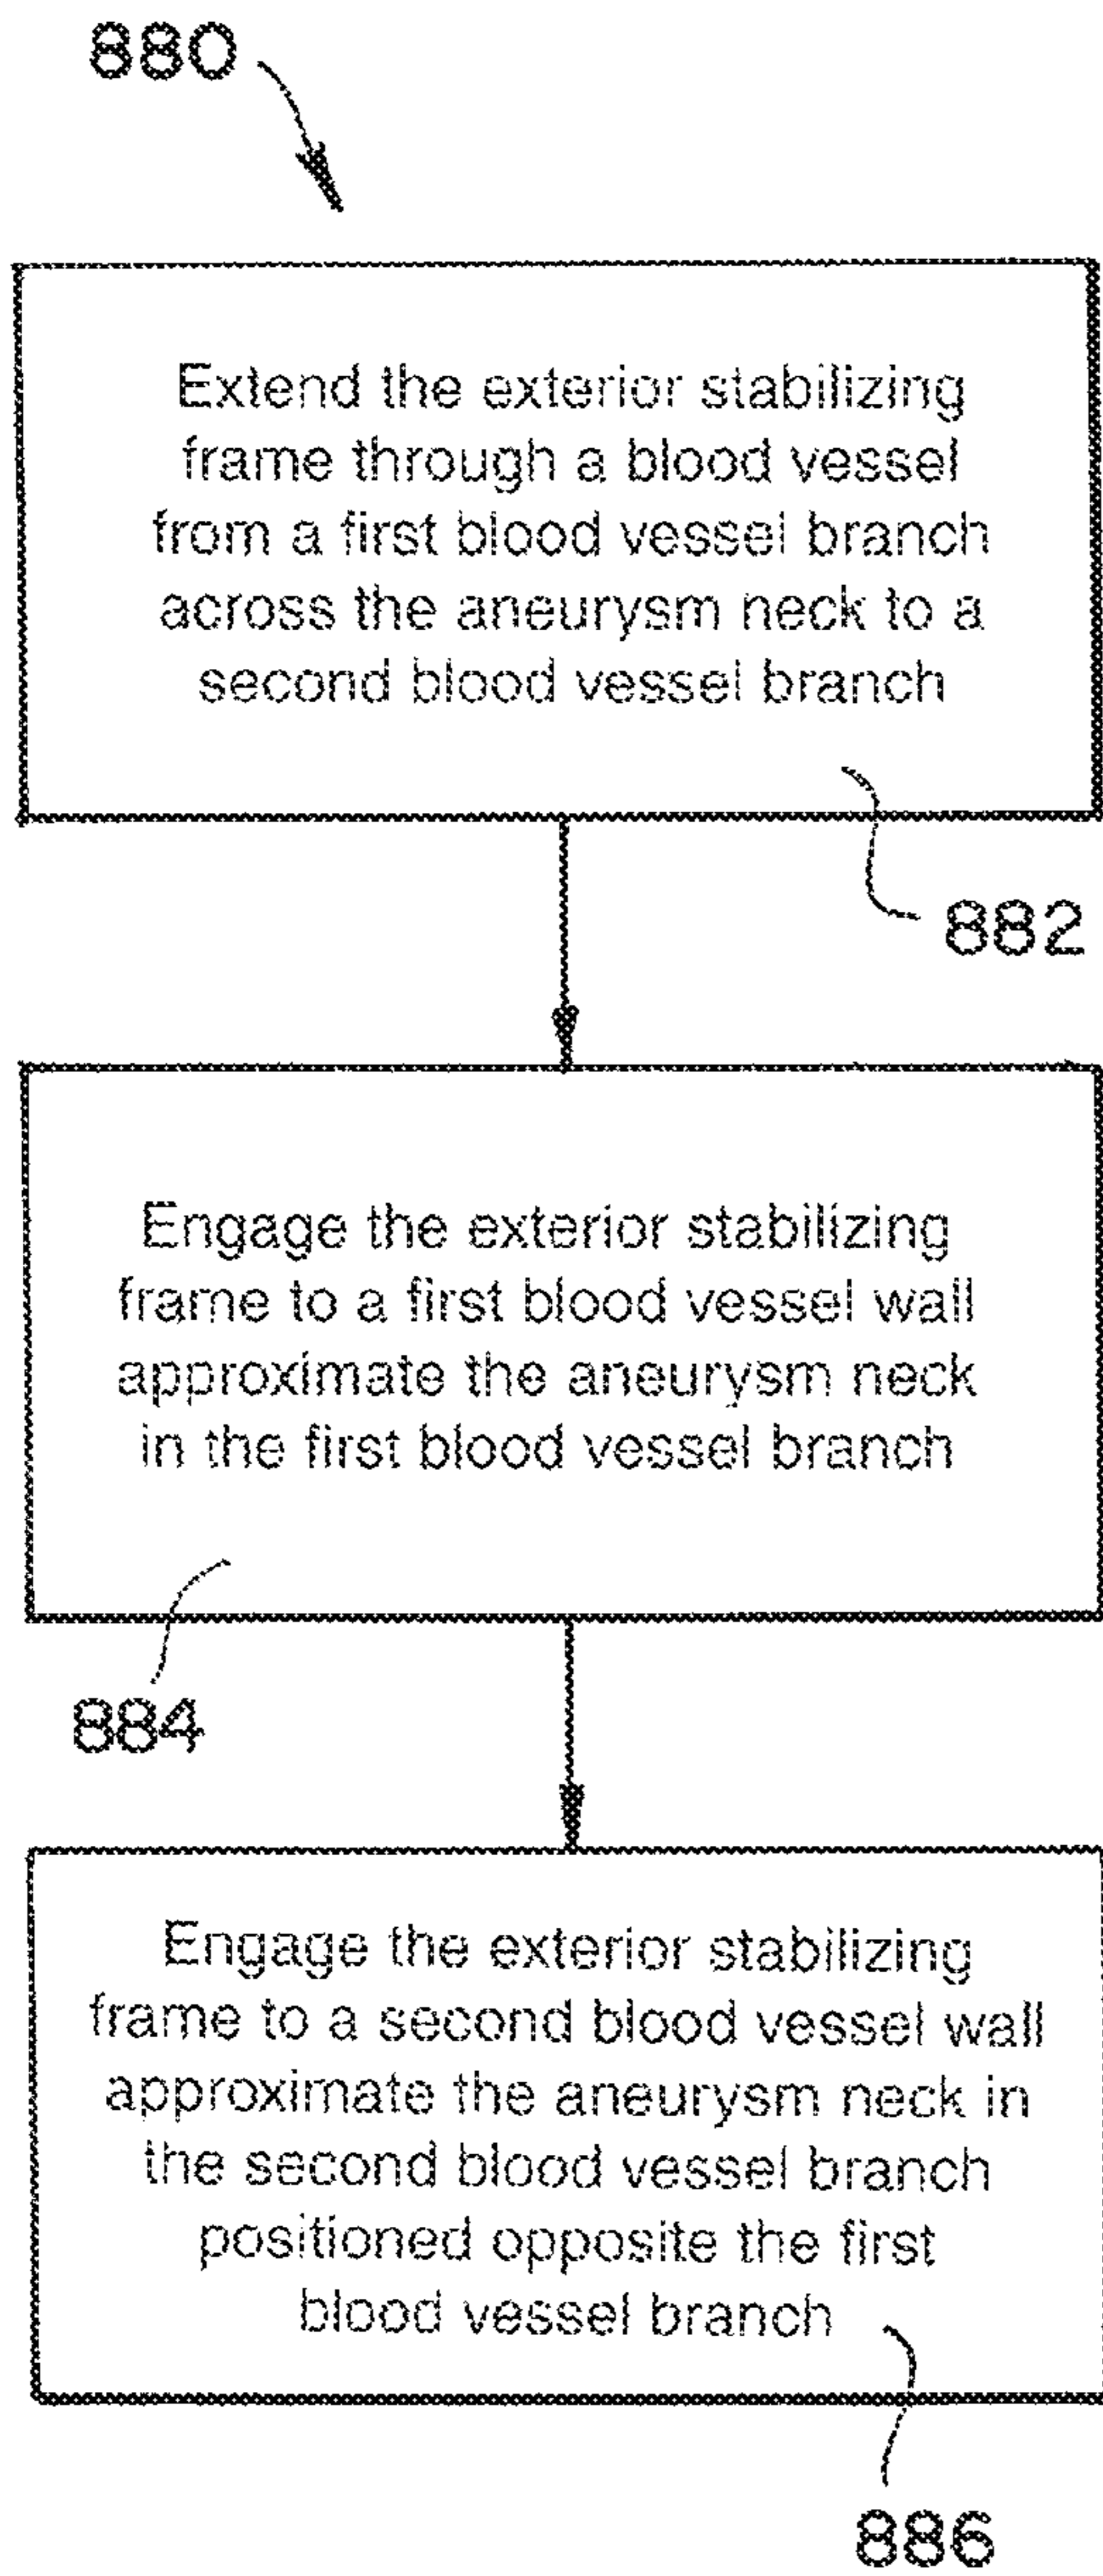 880
Extend the exterior stabilizing
frame through a blood vessel
from a first blood vessel branch
across the aneurysm neck to a
second blood vessel branch
882
Engage the exterior stabilizing
frame to a first blood vessel wall
approximate the aneurysm neck
in the first blood vessel branch
884
Engage the exterior stabilizing
frame to a second blood vessel wall
approximate the aneurysm neck in
the second blood vessel branch
positioned opposite the first
blood vessel branch
886